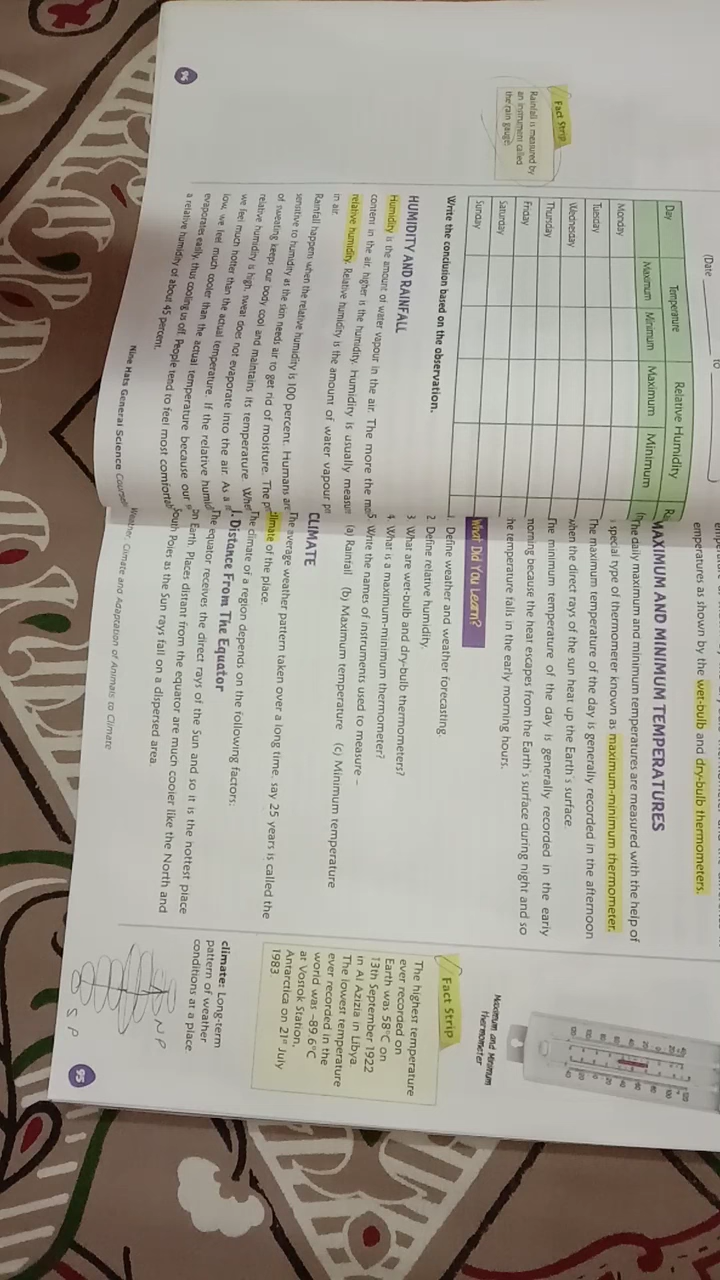 Date
to
Day
Temperature
Relative Humidity
Maximum Minimum Maximum Minimum
Monday
Tuesday
Wednesday
Thursday
Friday
Saturday
Sunday
Fact Strip
Rainfall is measured by
an instrument called
the rain gauge.
Write the conclusion based on the observation.
HUMIDITY AND RAINFALL
Humidity is the amount of water vapour in the air. The more the
content in the air, higher is the humidity. Humidity is usually
relative humidity. Relative humidity is the amount of water vapour
in air.
Rainfall happens when the relative humidity is 100 percent. Humans are
sensitive to humidity as the skin needs air to get rid of moisture. The
of sweating keeps our body cool and maintains its temperature.
relative humidity is high, sweat does not evaporate into the air. As a
we feel much hotter than the actual temperature. If the relative
low, we feel much cooler than the actual temperature because our
evaporates easily, thus cooling us off. People tend to feel most
a relative humidity of about 45 percent.
96
Nine Hats General Science
emperatures as shown by the wet-bulb and dry-bulb thermometers.
MAXIMUM AND MINIMUM TEMPERATURES
The daily maximum and minimum temperatures are measured with the help of
special type of thermometer known as maximum-minimum thermometer.
The maximum temperature of the day is generally recorded in the afternoon
when the direct rays of the sun heat up the Earth's surface.
The minimum temperature of the day is generally recorded in the early
morning because the heat escapes from the Earth's surface during night and so
he temperature falls in the early morning hours.
What Did You Learn?
1. Define weather and weather forecasting.
2 Define relative humidity.
3 What are wet-bulb and dry-bulb thermometers?
4 What is a maximum-minimum thermometer?
5 Write the names of instruments used to measure –
(a) Rainfall (b) Maximum temperature (c) Minimum temperature
CLIMATE
The average weather pattern taken over a long time, say 25 years is called the
climate of the place.
The climate of a region depends on the following factors:
1. Distance From The Equator
The equator receives the direct rays of the Sun and so it is the hottest place
on Earth. Places distant from the equator are much cooler like the North and
South Poles as the Sun rays fall on a dispersed area.
Weather, Climate and Adaptation of Animals to Climate
Maximum and Minimum
thermometer
Fact Strip
The highest temperature
ever recorded on
Earth was 58°C on
13th September 1922
in Al Azizia in Libya.
The lowest temperature
ever recorded in the
world was -89.6°C
at Vostok Station,
Antarctica on 21st July
1983.
climate: Long-term
pattern of weather
conditions at a place
NP
SP
95